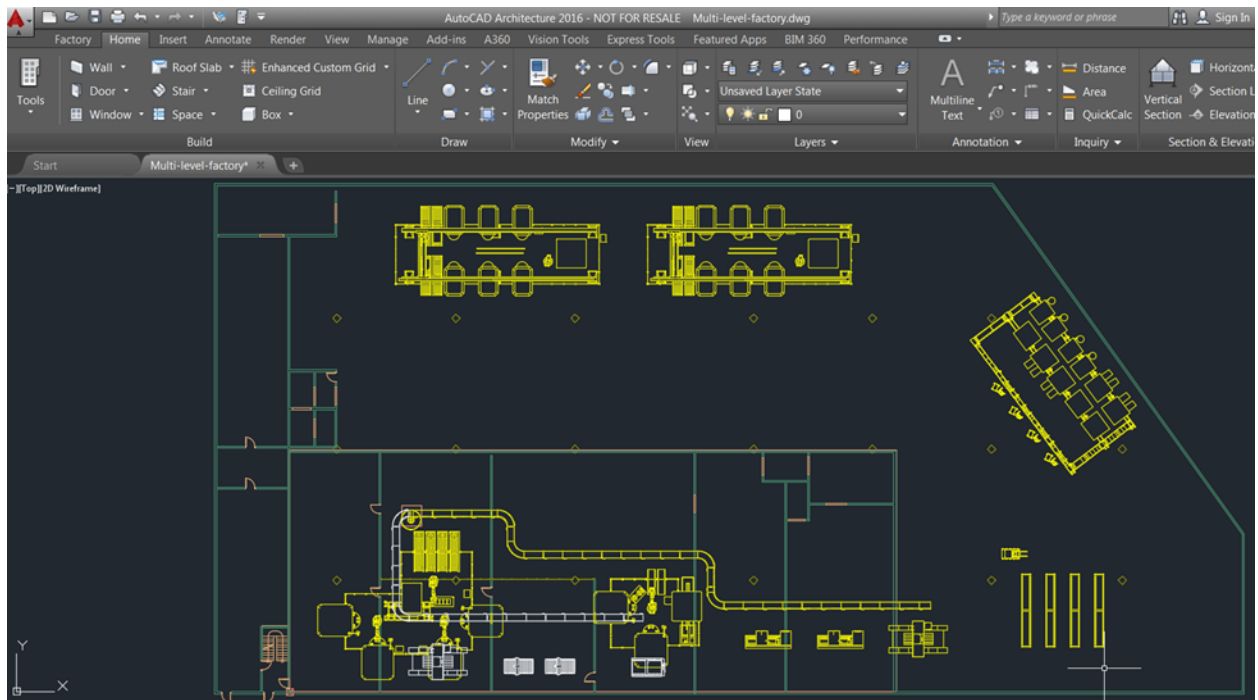 AutoCAD Architecture 2016 - NOT FOR RESALE Multi-level-factory.dwg
Type a keyword or phrase
Sign In
Factory Home Insert Annotate Render View Manage Add-ins A360 Vision Tools Express Tools Featured Apps BIM 360 Performance
Wall Roof Slab Enhanced Custom Grid Distance Horizonta
Door Stair Ceiling Grid Unsaved Layer State Area Section L
Tools Line Match Properties Multiline Text Vertical Section
Window Space Box 0 QuickCalc Elevation
Build Draw Modify View Layers Annotation Inquiry Section & Elevati
Start Multi-level-factory* +
[-][Top][2D Wireframe]
Y
X